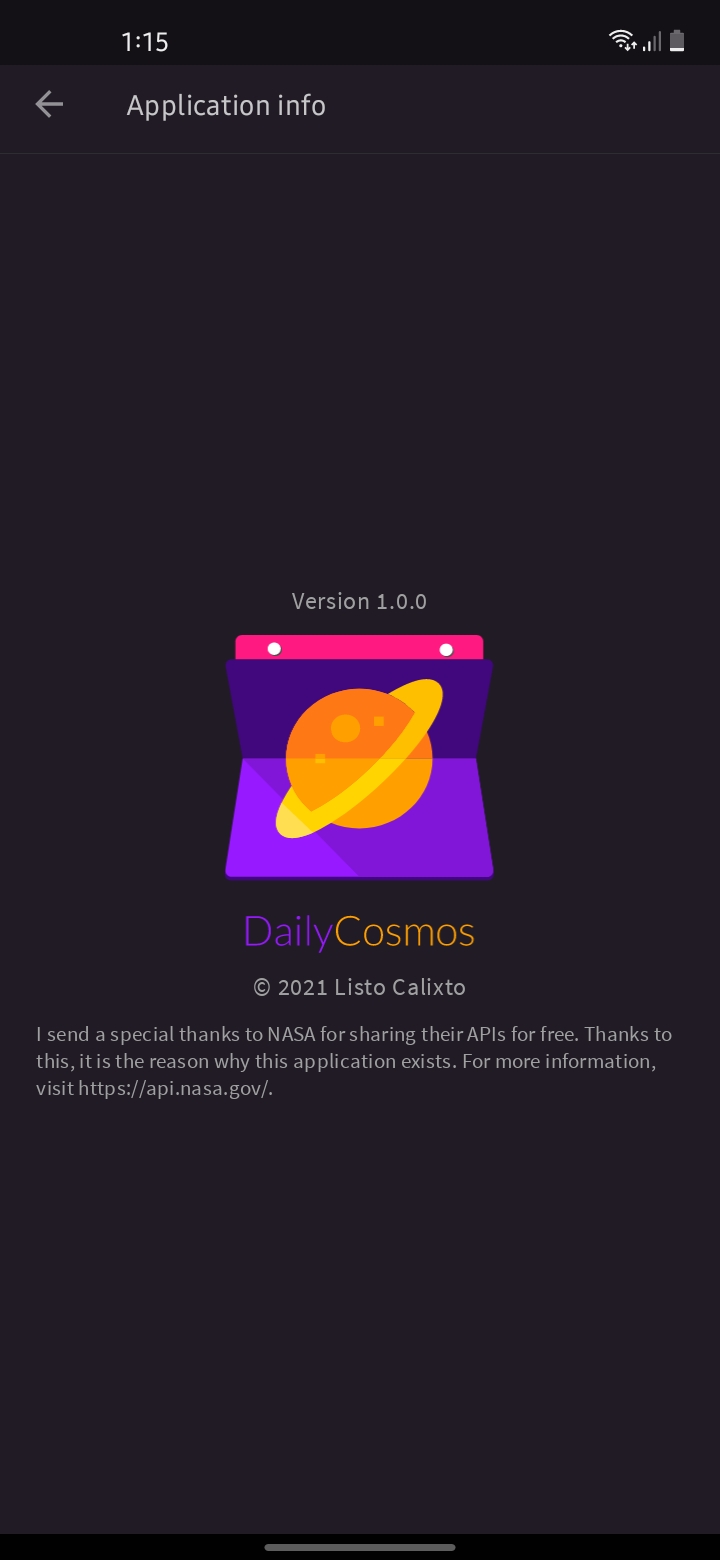 1:15
Application info
Version 1.0.0
DailyCosmos
© 2021 Listo Calixto
I send a special thanks to NASA for sharing their APIs for free. Thanks to
this, it is the reason why this application exists. For more information,
visit https://api.nasa.gov/.